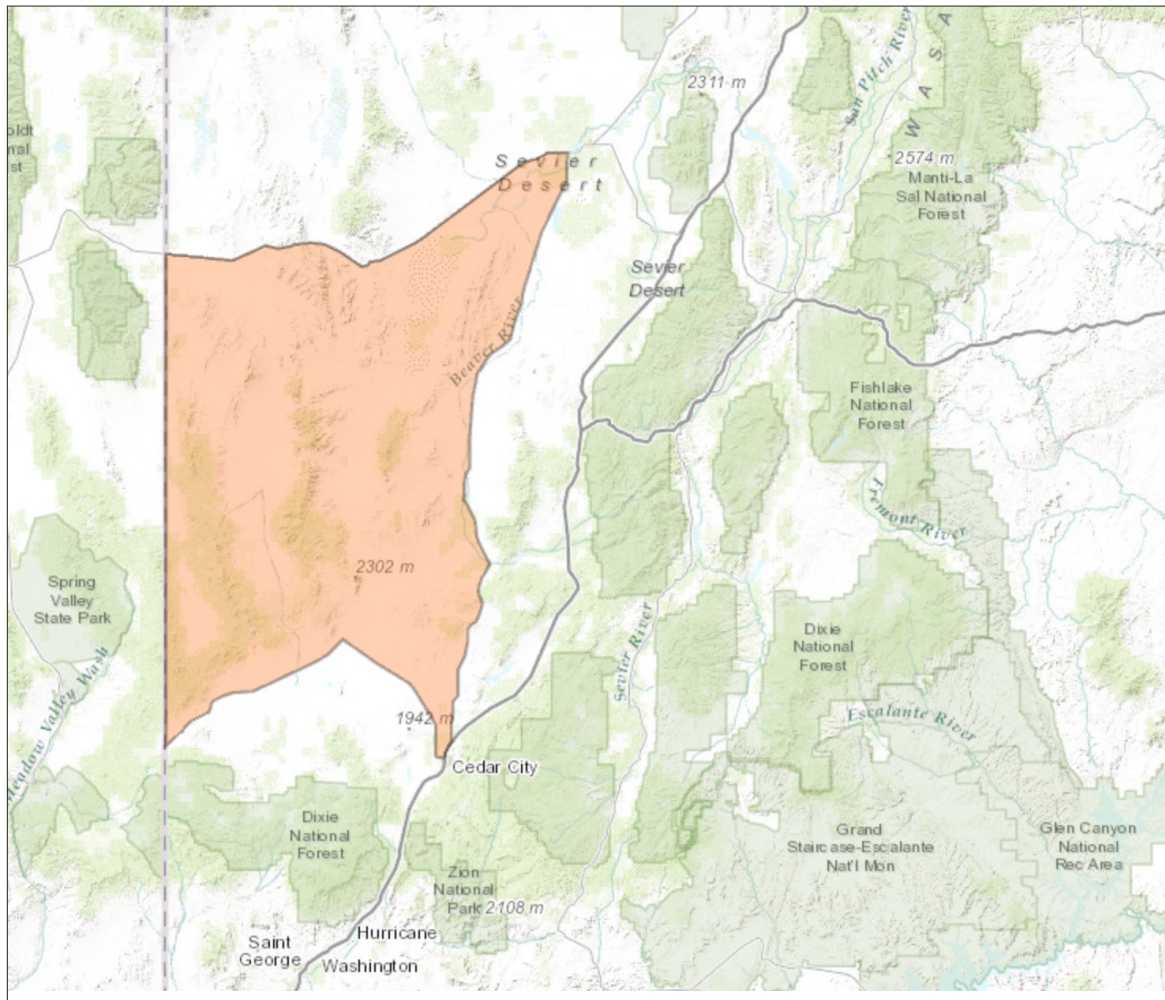 San Pitch River
W A S A
2311 m
2574 m
Manti-La
Sal National
Forest
Sevier
Desert
Sevier
Desert
Beaver River
Fishlake
National
Forest
Fremont River
2302 m
Spring
Valley
State Park
Meadow Valley Wash
Sevier River
Dixie
National
Forest
Escalante River
1942 m
Cedar City
Dixie
National
Forest
Grand
Staircase-Escalante
Nat'l Mon
Glen Canyon
National
Rec Area
Zion
National
Park
2108 m
Hurricane
Saint
George
Washington